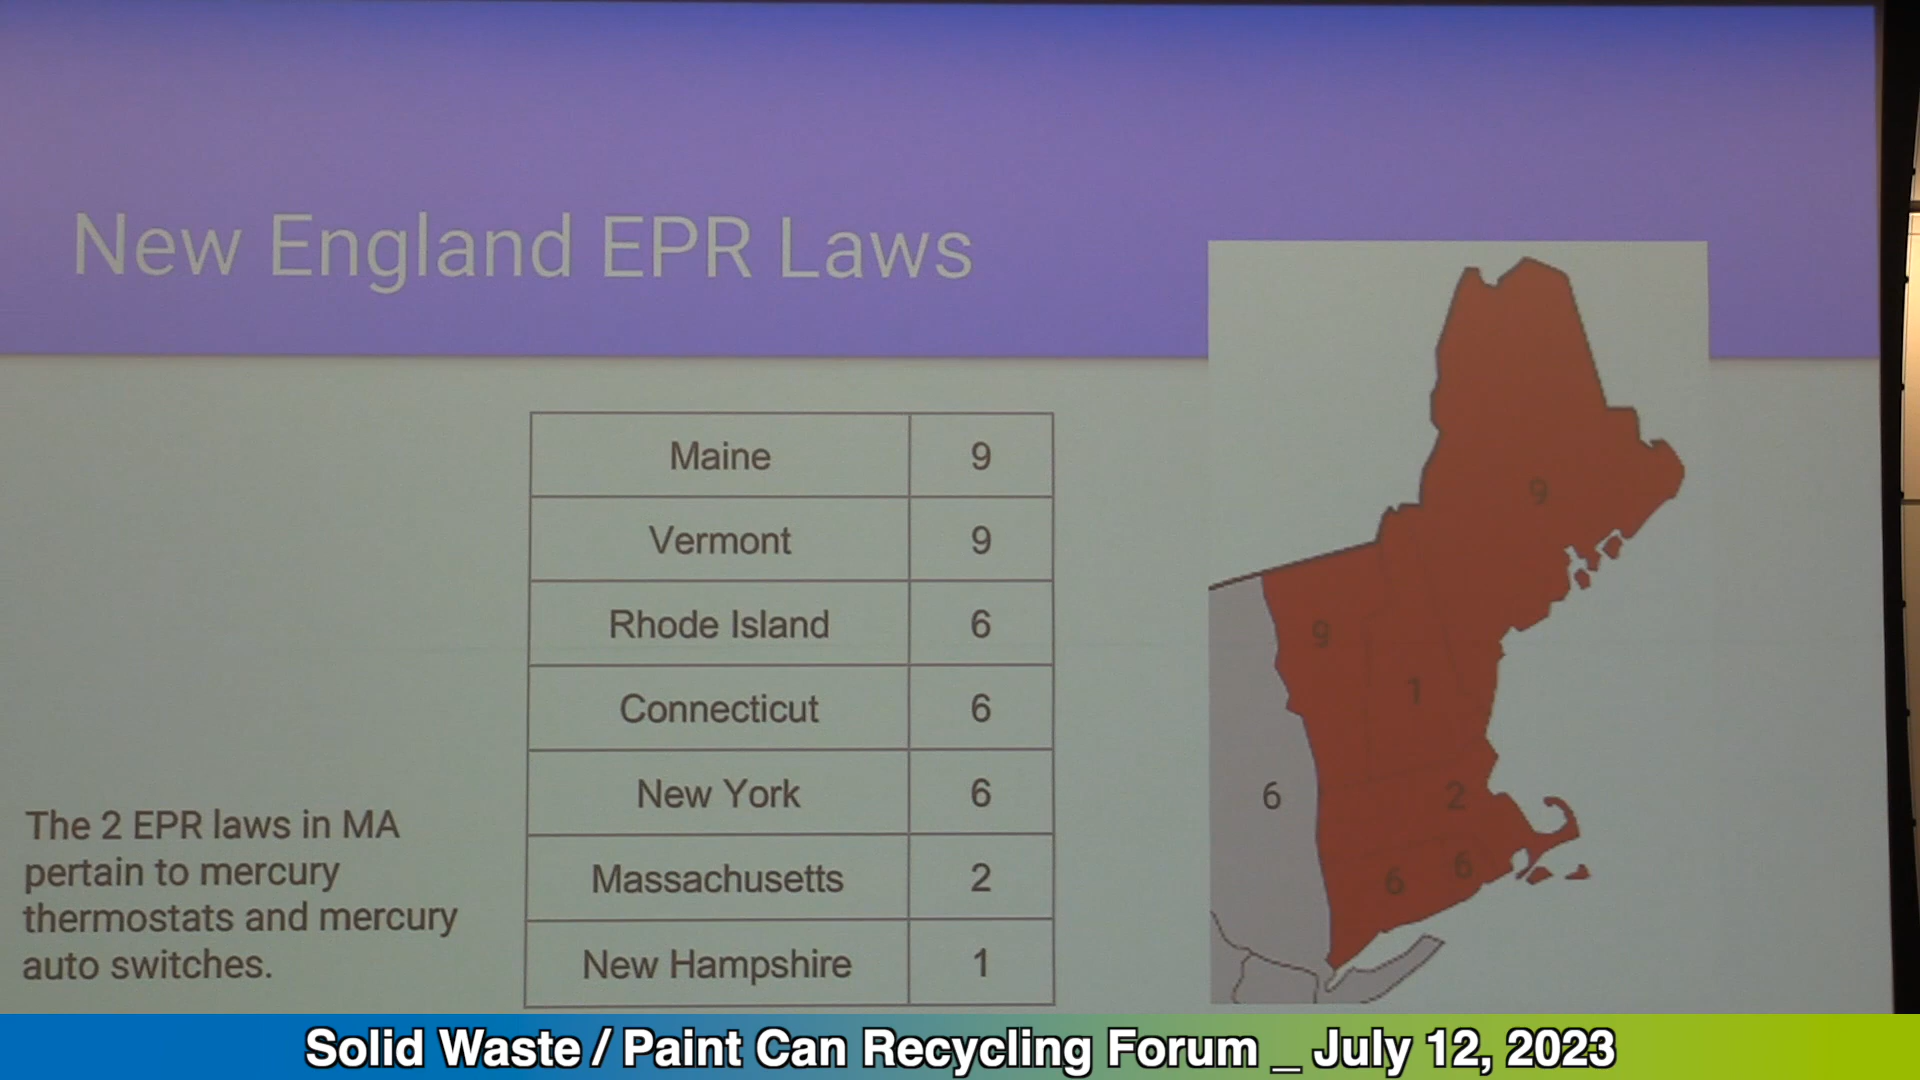 New England EPR Laws
Maine 9
Vermont 9
Rhode Island 6
Connecticut 6
New York 6
Massachusetts 2
New Hampshire 1
The 2 EPR laws in MA
pertain to mercury
thermostats and mercury
auto switches.
9
9
1
6
2
6
6
Solid Waste / Paint Can Recycling Forum _ July 12, 2023